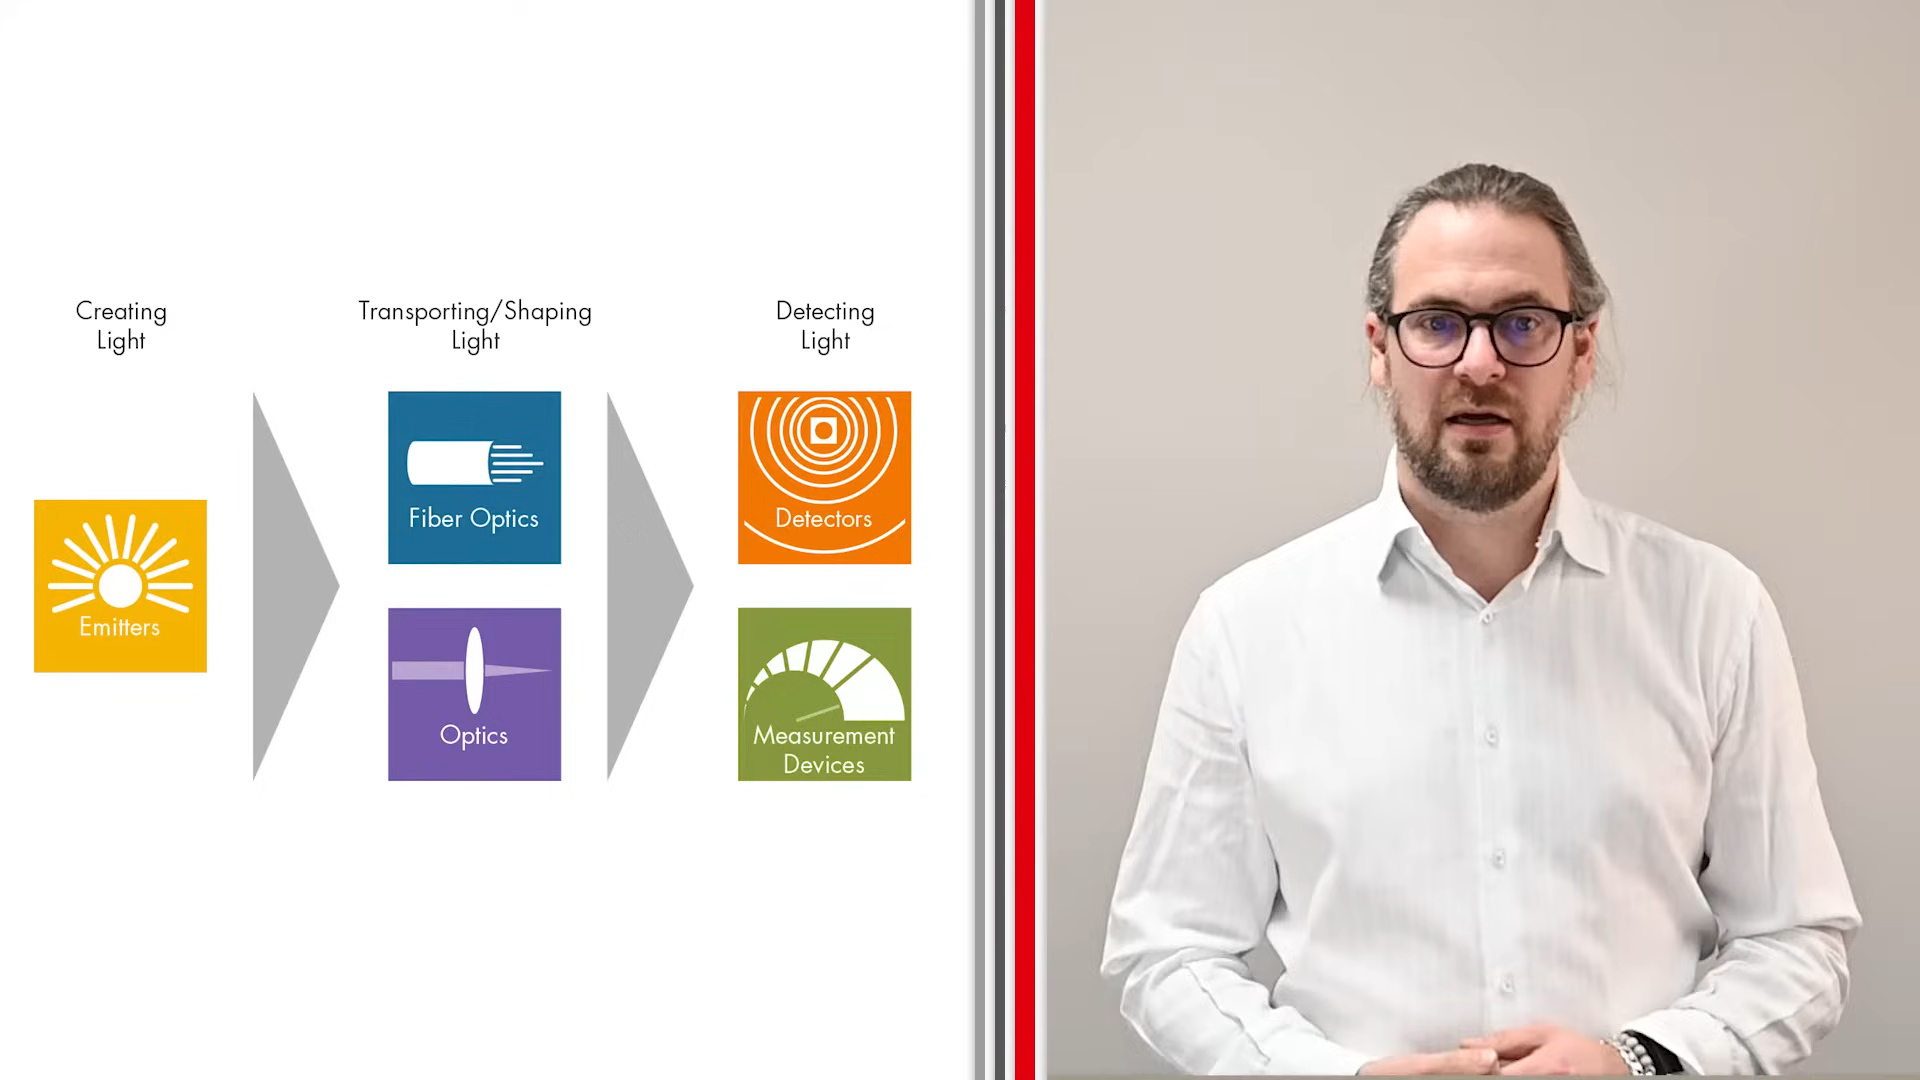 Creating
Light
Transporting/Shaping
Light
Detecting
Light
Emitters
Fiber Optics
Optics
Detectors
Measurement
Devices